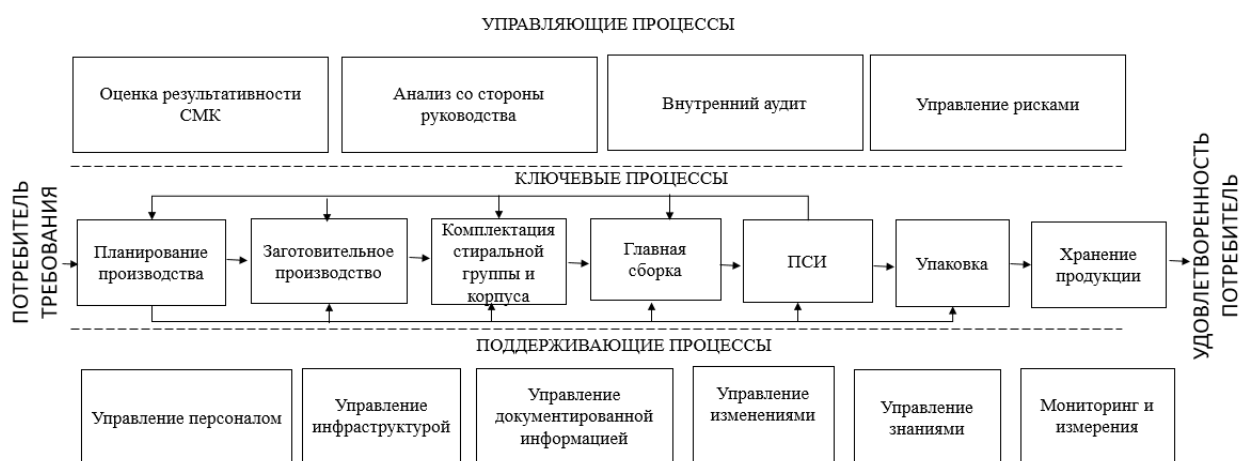 УПРАВЛЯЮЩИЕ ПРОЦЕССЫ
Оценка результативности
СМК
Анализ со стороны
руководства
Внутренний аудит
Управление рисками
КЛЮЧЕВЫЕ ПРОЦЕССЫ
ПОТРЕБИТЕЛЬ
ТРЕБОВАНИЯ
Планирование
производства
Заготовительное
производство
Комплектация
стиральной
группы и
корпуса
Главная
сборка
ПСИ
Упаковка
Хранение
продукции
УДОВЛЕТВОРЕННОСТЬ
ПОТРЕБИТЕЛЬ
ПОДДЕРЖИВАЮЩИЕ ПРОЦЕССЫ
Управление персоналом
Управление
инфраструктурой
Управление
документированной
информацией
Управление
изменениями
Управление
знаниями
Мониторинг и
измерения